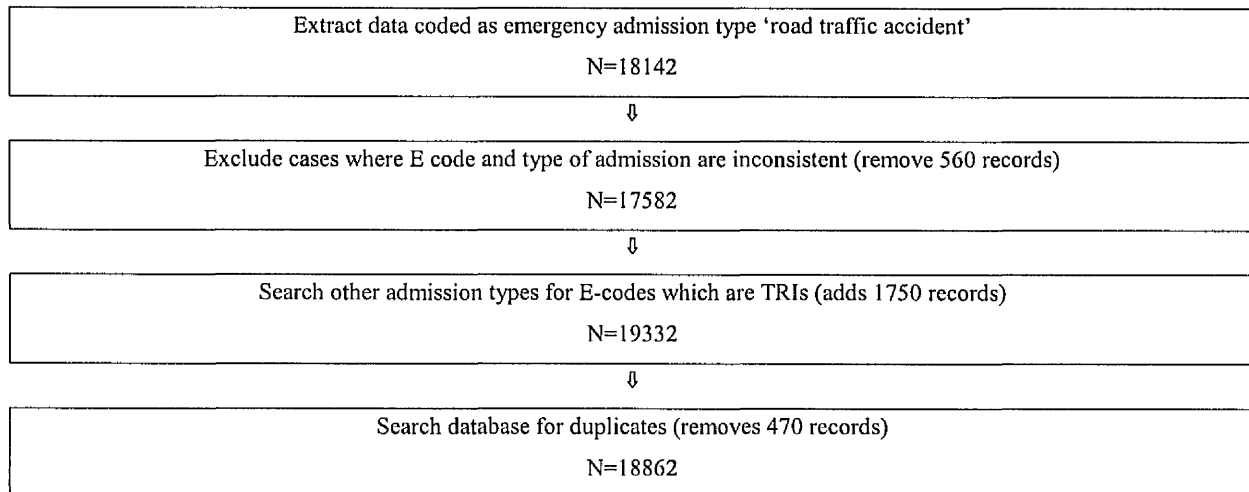 Extract data coded as emergency admission type ‘road traffic accident’
N=18142
⇩
Exclude cases where E code and type of admission are inconsistent (remove 560 records)
N=17582
⇩
Search other admission types for E-codes which are TRIs (adds 1750 records)
N=19332
⇩
Search database for duplicates (removes 470 records)
N=18862